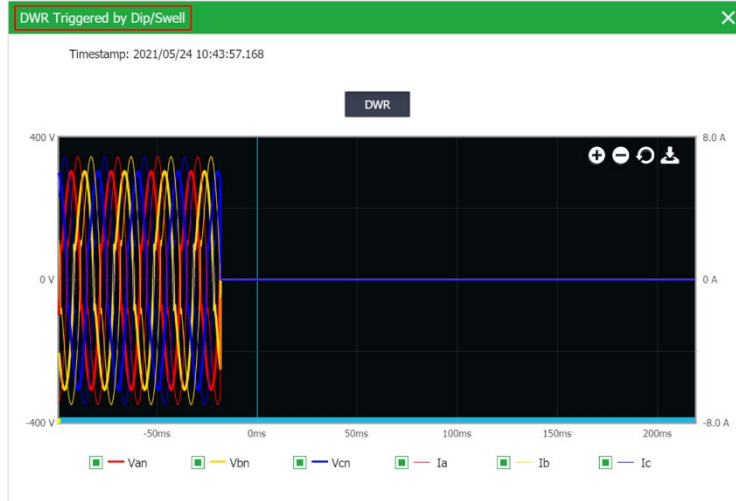 DWR Triggered by Dip/Swell
Timestamp: 2021/05/24 10:43:57.168
DWR
400 V 8.0 A
0 V 0 A
-400 V -8.0 A
-50ms 0ms 50ms 100ms 150ms 200ms
Van Vbn Vcn Ia Ib Ic